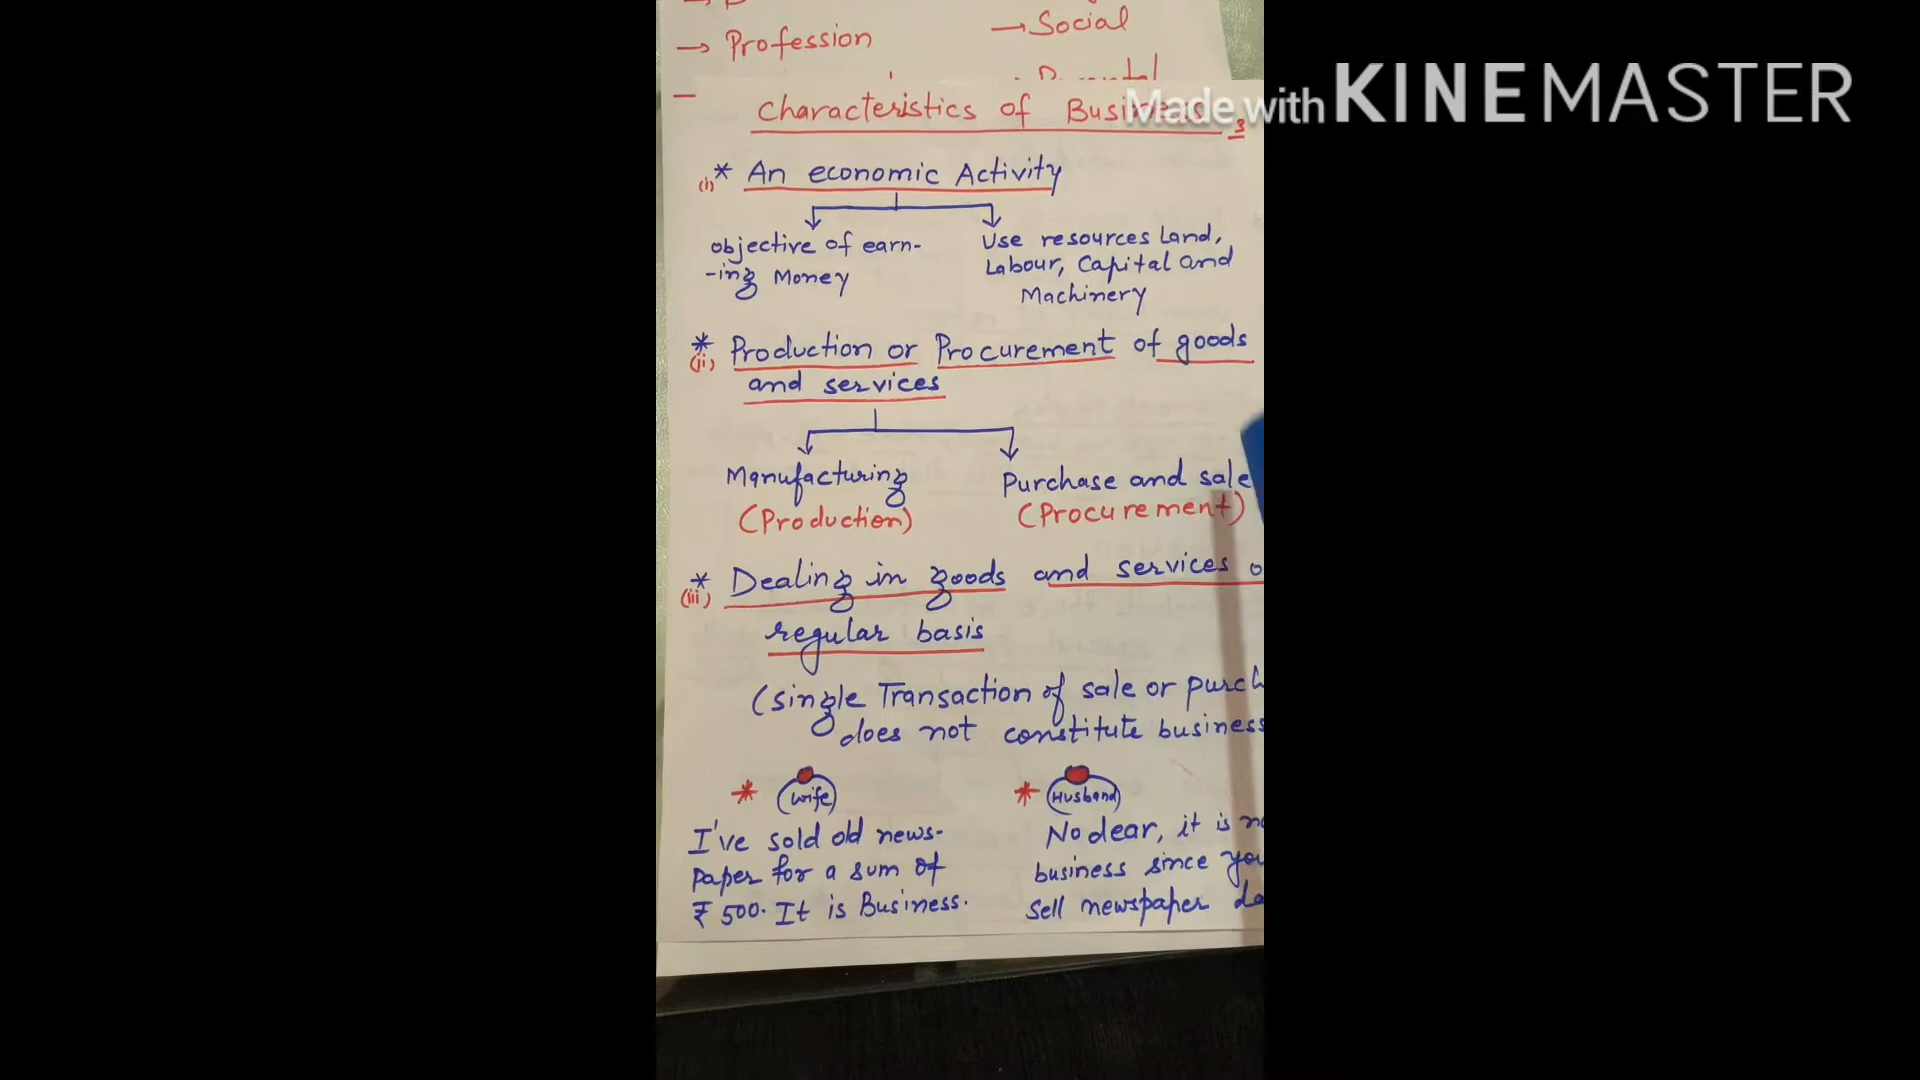 → Profession
→ Social
Characteristics of Business 3
Made with KINEMASTER
(i) * An economic Activity
Objective of earn-
-ing Money
Use resources Land,
Labour, Capital and
Machinery
* (ii) Production or Procurement of goods
and services
Manufacturing
(Production)
Purchase and sale
(Procurement)
* (iii) Dealing in goods and services
regular basis
(single Transaction of sale or purch
does not constitute business
* Wife
I've sold old news-
paper for a sum of
₹ 500. It is Business.
* Husband
No dear, it is
business since you
sell newspaper